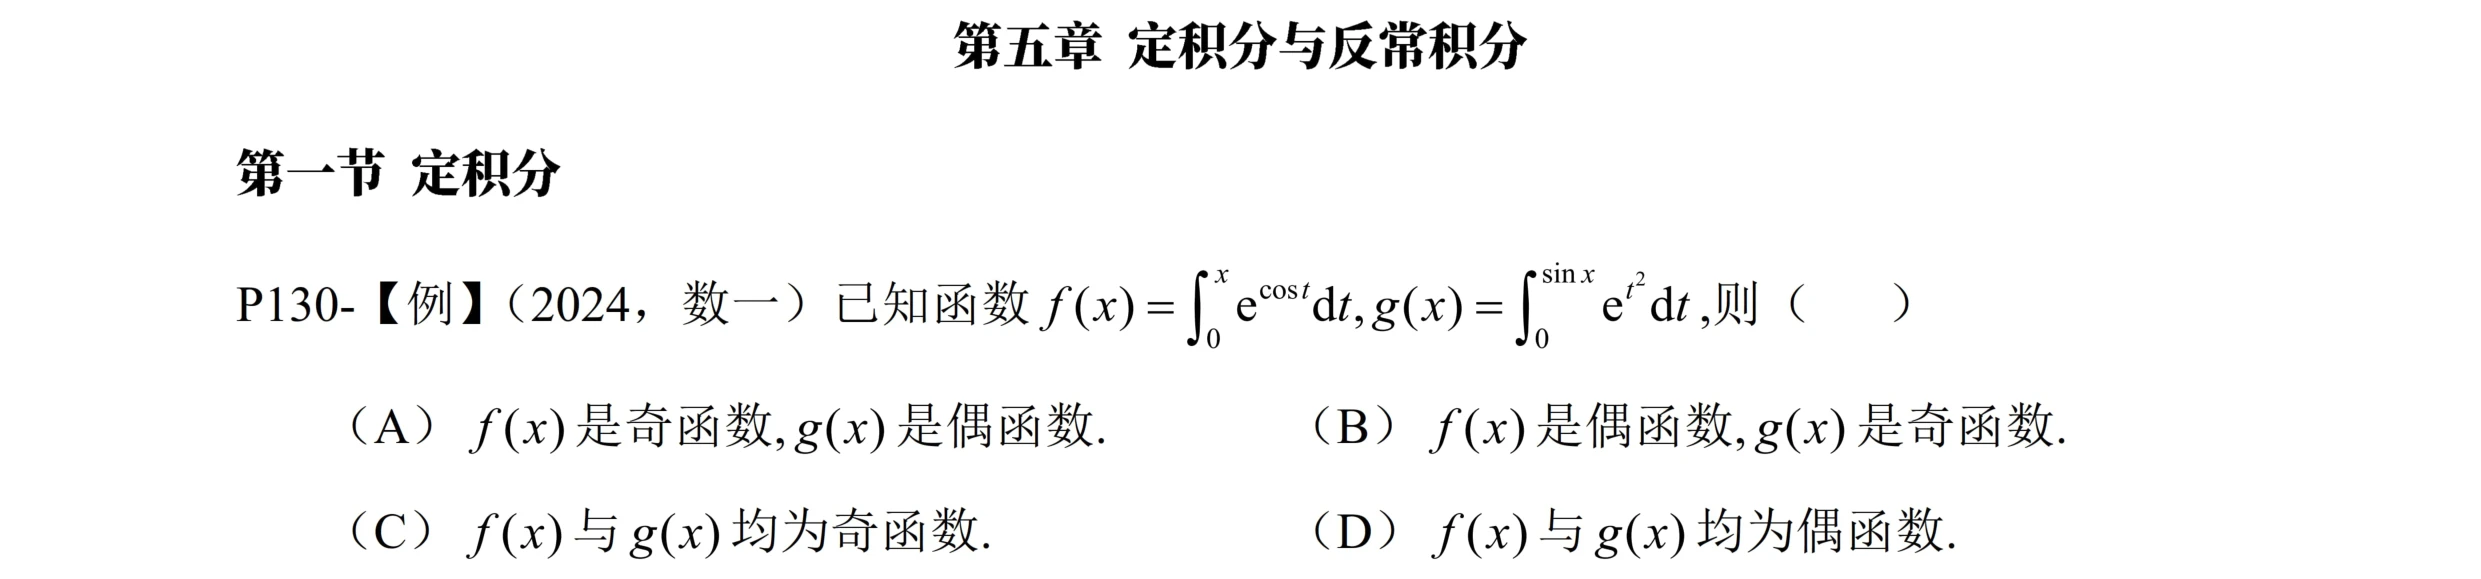 第五章 定积分与反常积分
第一节 定积分
P130-【例】(2024，数一）已知函数 $f(x)=\int_0^x e^{\cos t}dt, g(x)=\int_0^{\sin x} e^{t^2}dt$ ,则（ ）
（A） $f(x)$ 是奇函数, $g(x)$ 是偶函数. （B） $f(x)$ 是偶函数, $g(x)$ 是奇函数.
（C） $f(x)$ 与 $g(x)$ 均为奇函数. （D） $f(x)$ 与 $g(x)$ 均为偶函数.